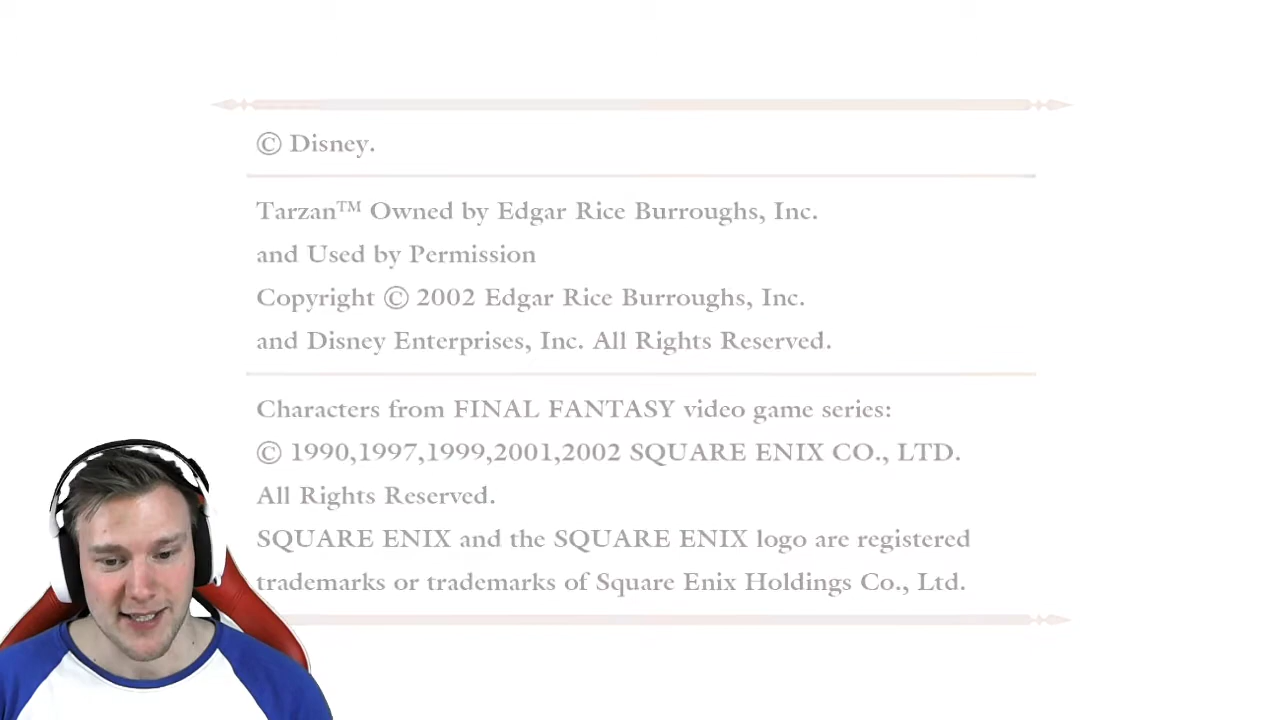 © Disney.
Tarzan™ Owned by Edgar Rice Burroughs, Inc.
and Used by Permission
Copyright © 2002 Edgar Rice Burroughs, Inc.
and Disney Enterprises, Inc. All Rights Reserved.
Characters from FINAL FANTASY video game series:
© 1990,1997,1999,2001,2002 SQUARE ENIX CO., LTD.
All Rights Reserved.
SQUARE ENIX and the SQUARE ENIX logo are registered
trademarks or trademarks of Square Enix Holdings Co., Ltd.